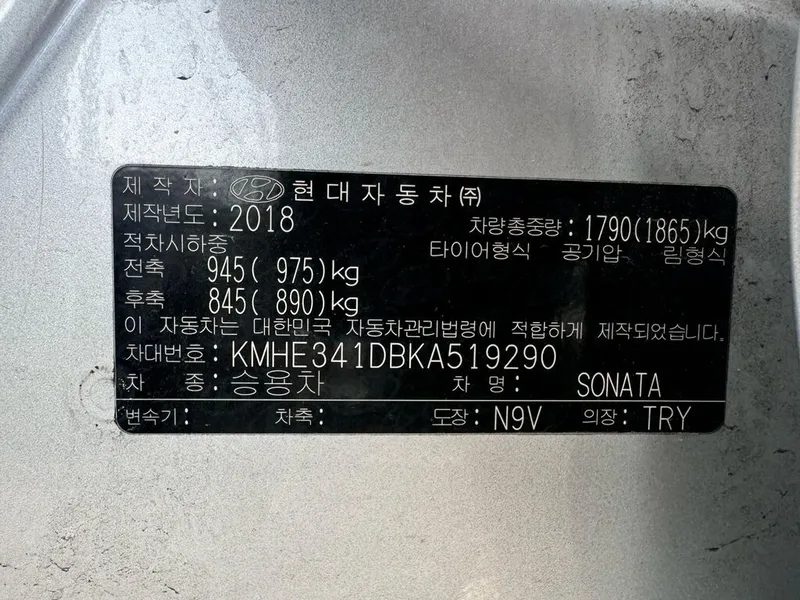 제 작 자 : 현대자동차㈜
제작년도 : 2018 차량총중량 : 1790(1865)kg
적차시하중 타이어형식 공기압 림형식
전축 945( 975)kg
후축 845( 890)kg
이 자동차는 대한민국 자동차관리법령에 적합하게 제작되었습니다.
차대번호 : KMHE341DBKA519290
차 종 : 승용차 차 명 : SONATA
변속기 : 차축 : 도장 : N9V 의장 : TRY